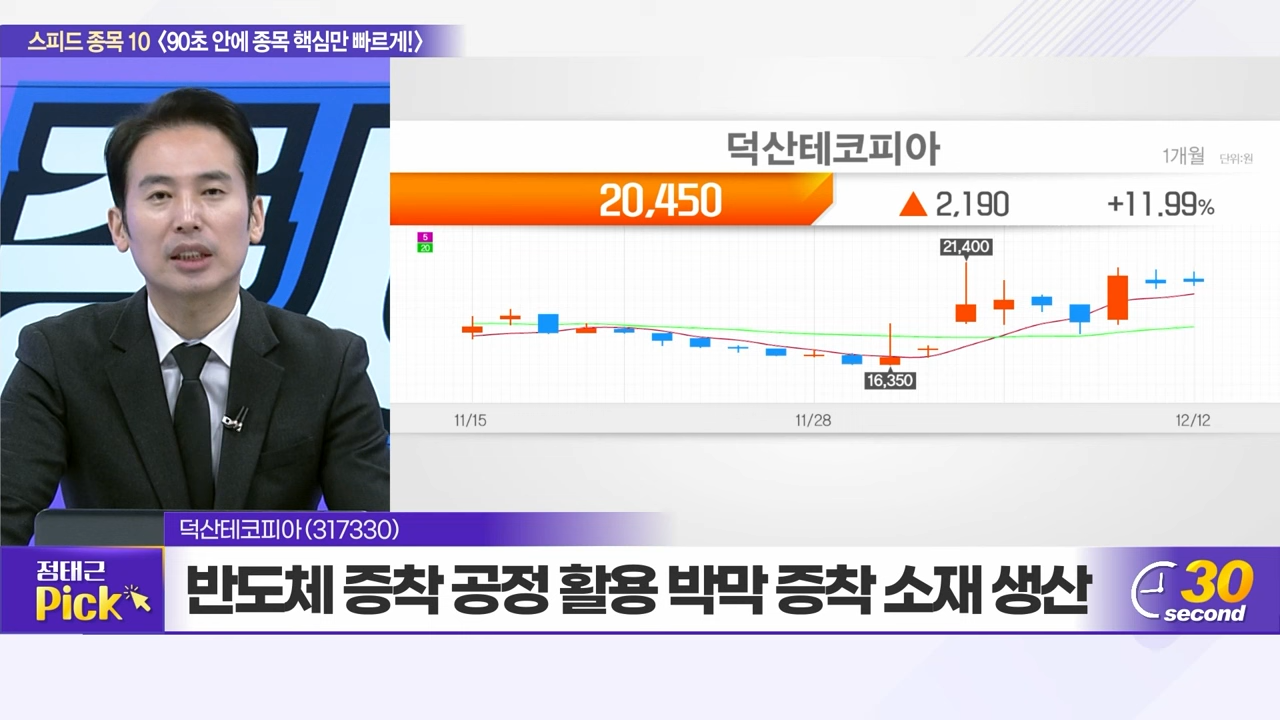 스피드 종목 10 〈90초 안에 종목 핵심만 빠르게!〉
덕산테코피아
1개월 단위:원
20,450 ▲ 2,190 +11.99%
5
20
21,400
16,350
11/15 11/28 12/12
덕산테코피아(317330)
점태근
Pick
반도체 증착 공정 활용 박막 증착 소재 생산
30
second